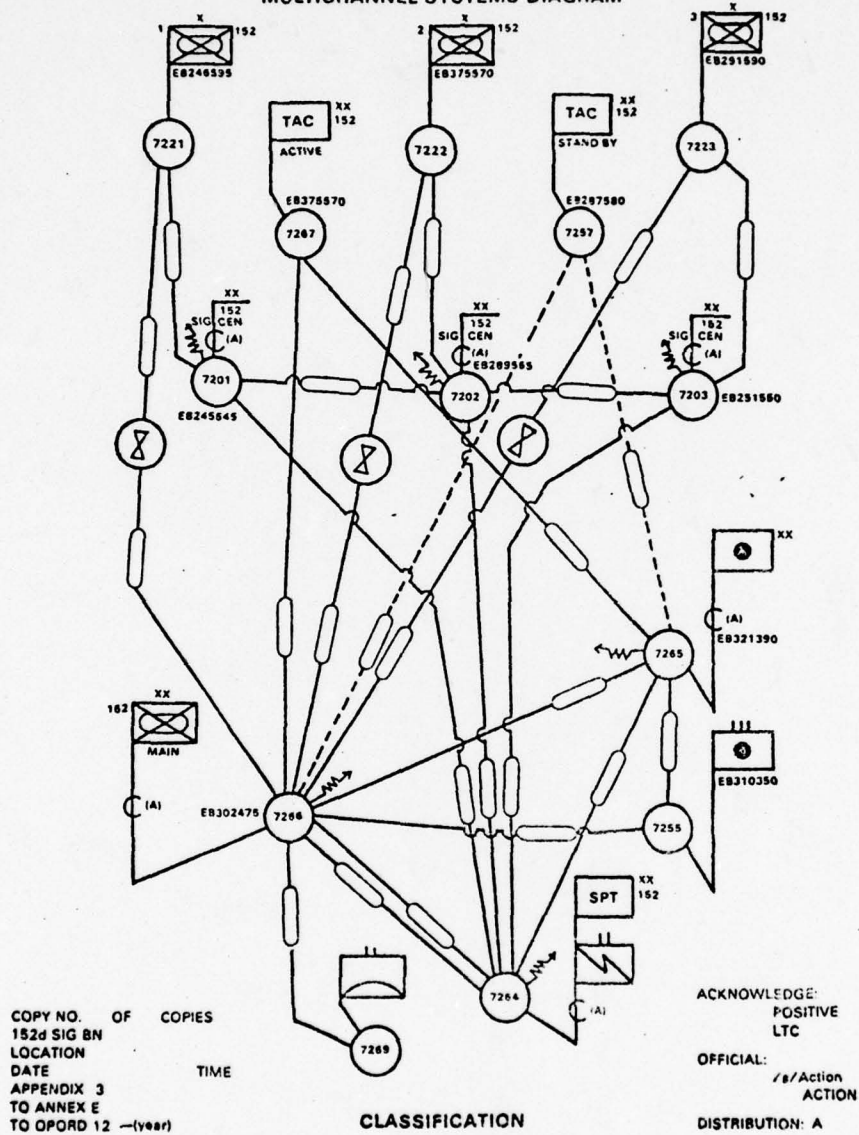 MULTICHANNEL SYSTEMS DIAGRAM
X
1 152
EB246595
X
2 152
EB375570
X
3 152
EB251590
7221
TAC XX
152
ACTIVE
7222
TAC XX
152
STAND BY
7223
EB375570
7267
EB287580
7257
XX
152
SIG CEN
(A)
7201
EB245545
XX
152
SIG CEN
(A)
EB289565
7202
XX
152
SIG CEN
(A)
7203
EB251560
XX
(A)
EB321390
7265
XX
152
MAIN
(A)
EB302475
7266
EB310350
7255
SPT XX
152
(A)
7264
7269
COPY NO. OF COPIES
152d SIG BN
LOCATION
DATE TIME
APPENDIX 3
TO ANNEX E
TO OPORD 12 —(year)
CLASSIFICATION
ACKNOWLEDGE:
POSITIVE
LTC
OFFICIAL:
/s/Action
ACTION
DISTRIBUTION: A